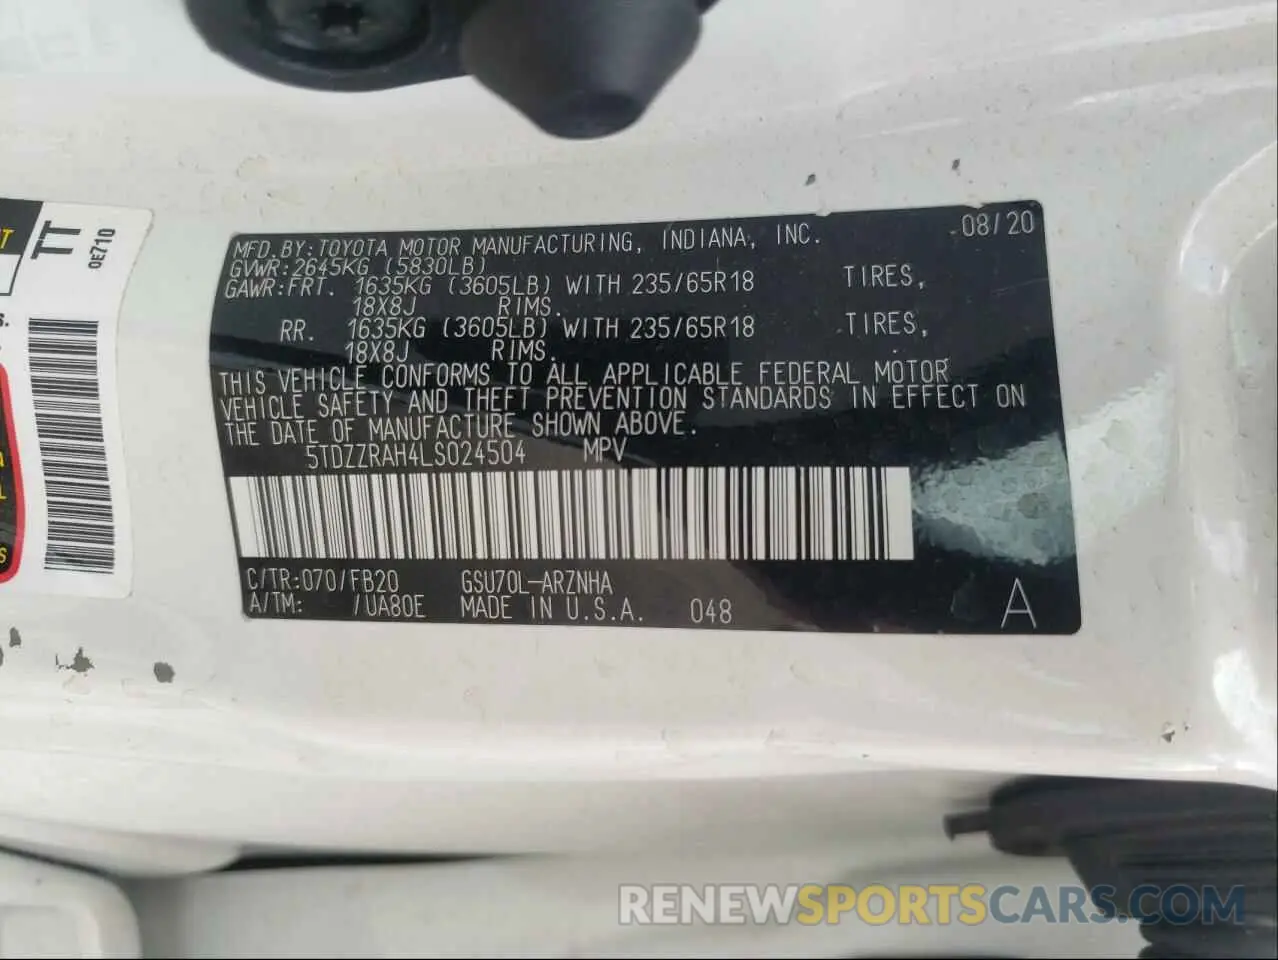 MFD. BY: TOYOTA MOTOR MANUFACTURING, INDIANA, INC. 08/20
GVWR: 2645KG (5830LB)
GAWR: FRT. 1635KG (3605LB) WITH 235/65R18 TIRES,
18X8J RIMS.
RR. 1635KG (3605LB) WITH 235/65R18 TIRES,
18X8J RIMS.
THIS VEHICLE CONFORMS TO ALL APPLICABLE FEDERAL MOTOR
VEHICLE SAFETY AND THEFT PREVENTION STANDARDS IN EFFECT ON
THE DATE OF MANUFACTURE SHOWN ABOVE.
5TDZZRAH4LS024504 MPV
C/TR: 070/FB20 GSU70L-ARZNHA
A/TM: /UA80E MADE IN U.S.A. 048
A
TT
0E710
RENEWSPORTSCARS.COM